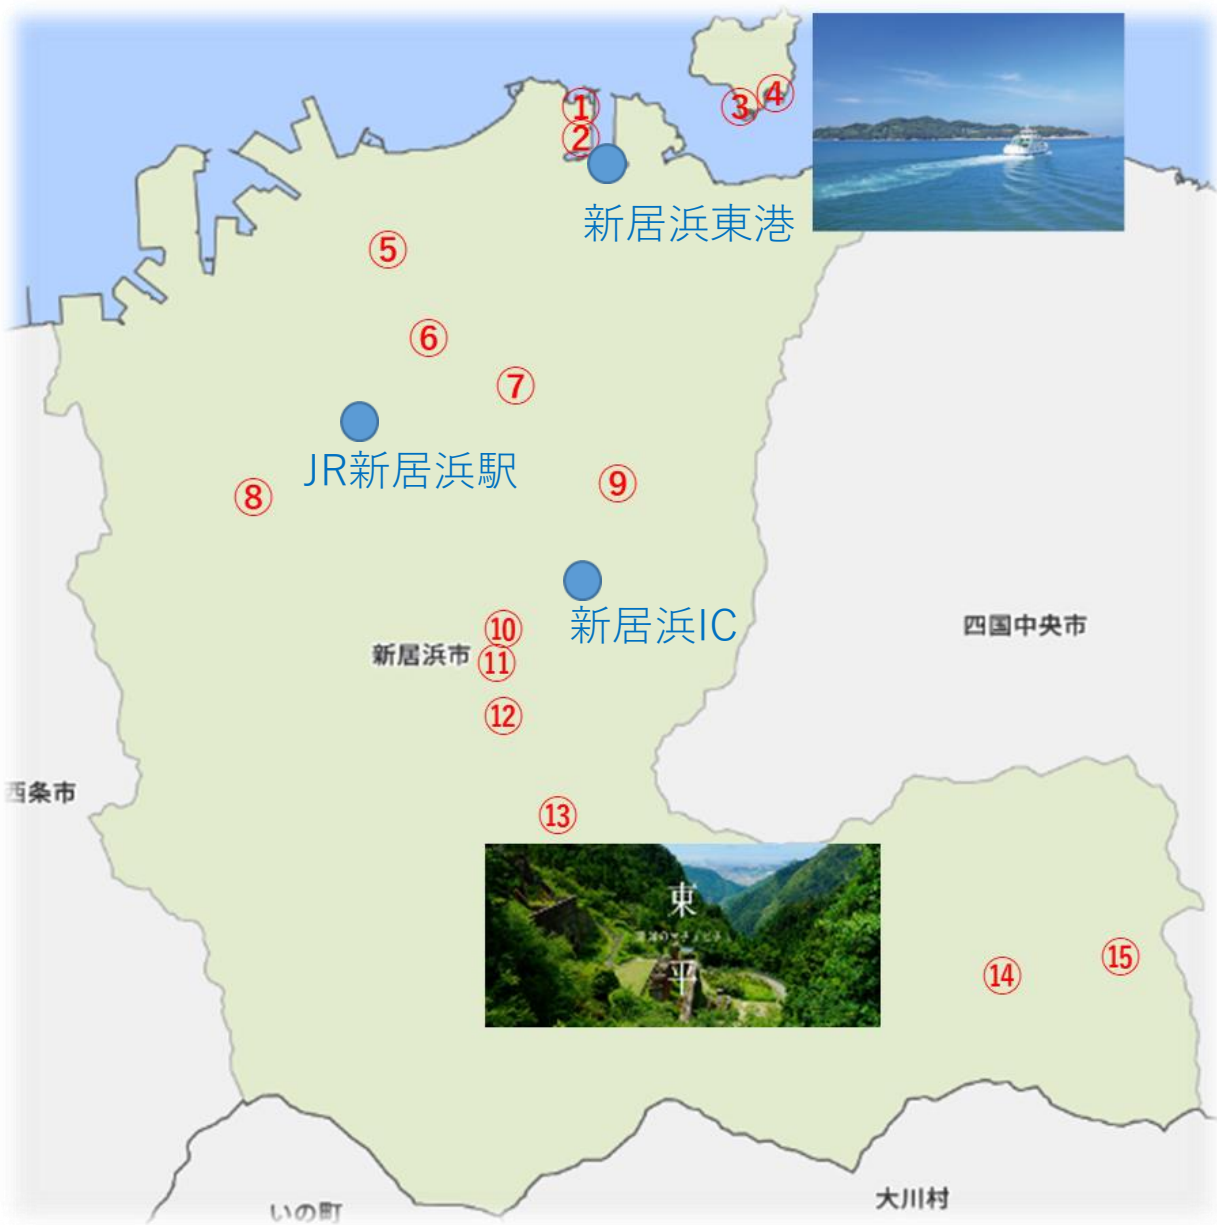 ①
②
③
④
新居浜東港
⑤
⑥
⑦
JR新居浜駅
⑧
⑨
新居浜IC
⑩
新居浜市
⑪
⑫
四国中央市
西条市
⑬
東
平
⑭
⑮
大川村
いの町